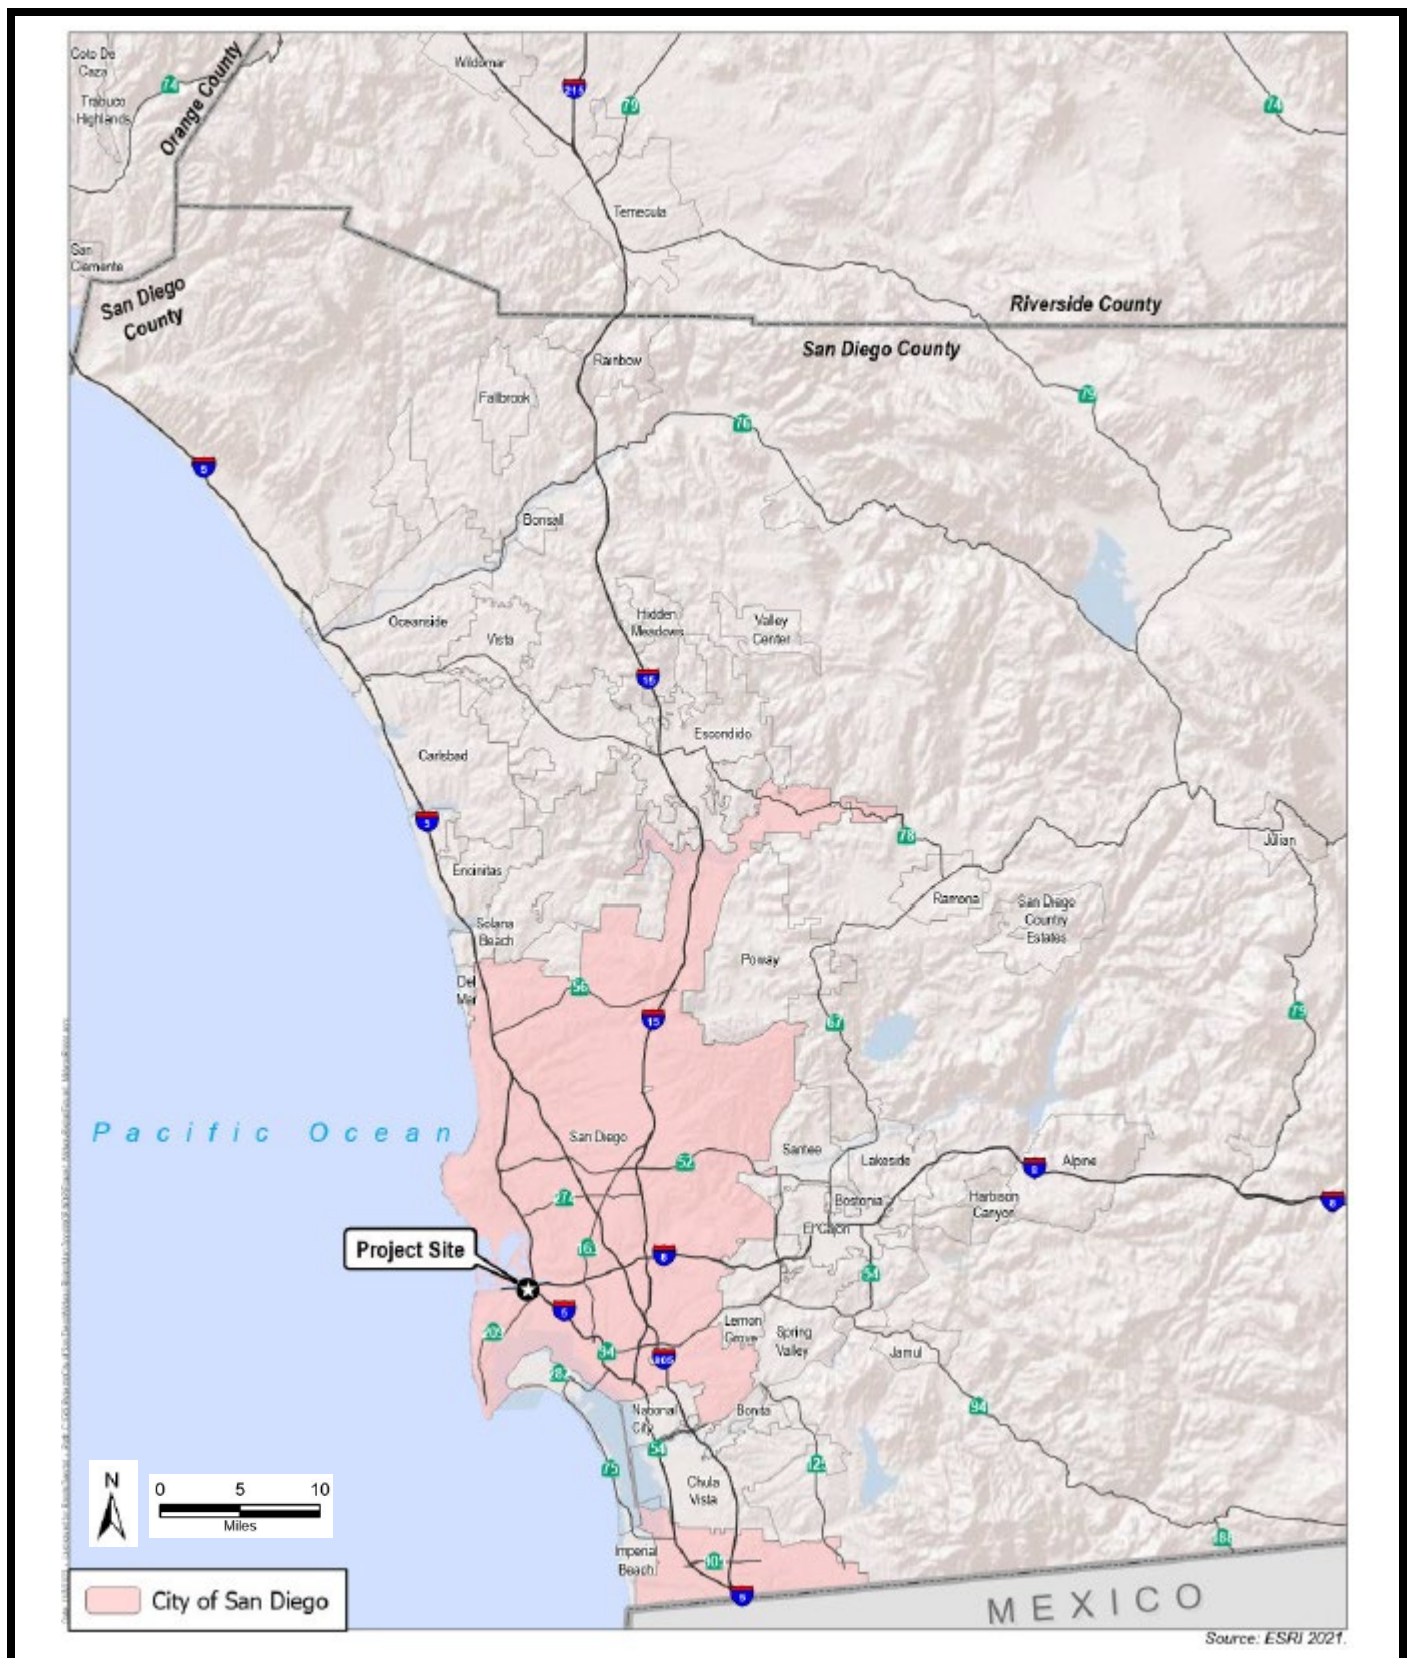 Coto De
Caza
Trabuco
Highlands
74
Orange County
Wildomar
215
79
74
Temecula
San
Clemente
San Diego
County
Riverside County
San Diego County
Rainbow
Fallbrook
79
76
5
Bonsall
Oceanside
Vista
Hidden
Meadows
Valley
Center
15
Escondido
Carlsbad
5
78
Julian
Encinitas
Ramona
San Diego
Country
Estates
Solana
Beach
Poway
Del
Mar
56
15
67
79
Pacific Ocean
San Diego
52
Santee
Lakeside
8
Alpine
274
Bostonia
Harbison
Canyon
8
El Cajon
Project Site
163
8
54
5
209
Lemon
Grove
Spring
Valley
94
805
Jamul
282
National
City
Bonita
94
54
75
125
Chula
Vista
N
0 5 10
Miles
188
Imperial
Beach
905
5
City of San Diego
MEXICO
Source: ESRI 2021.